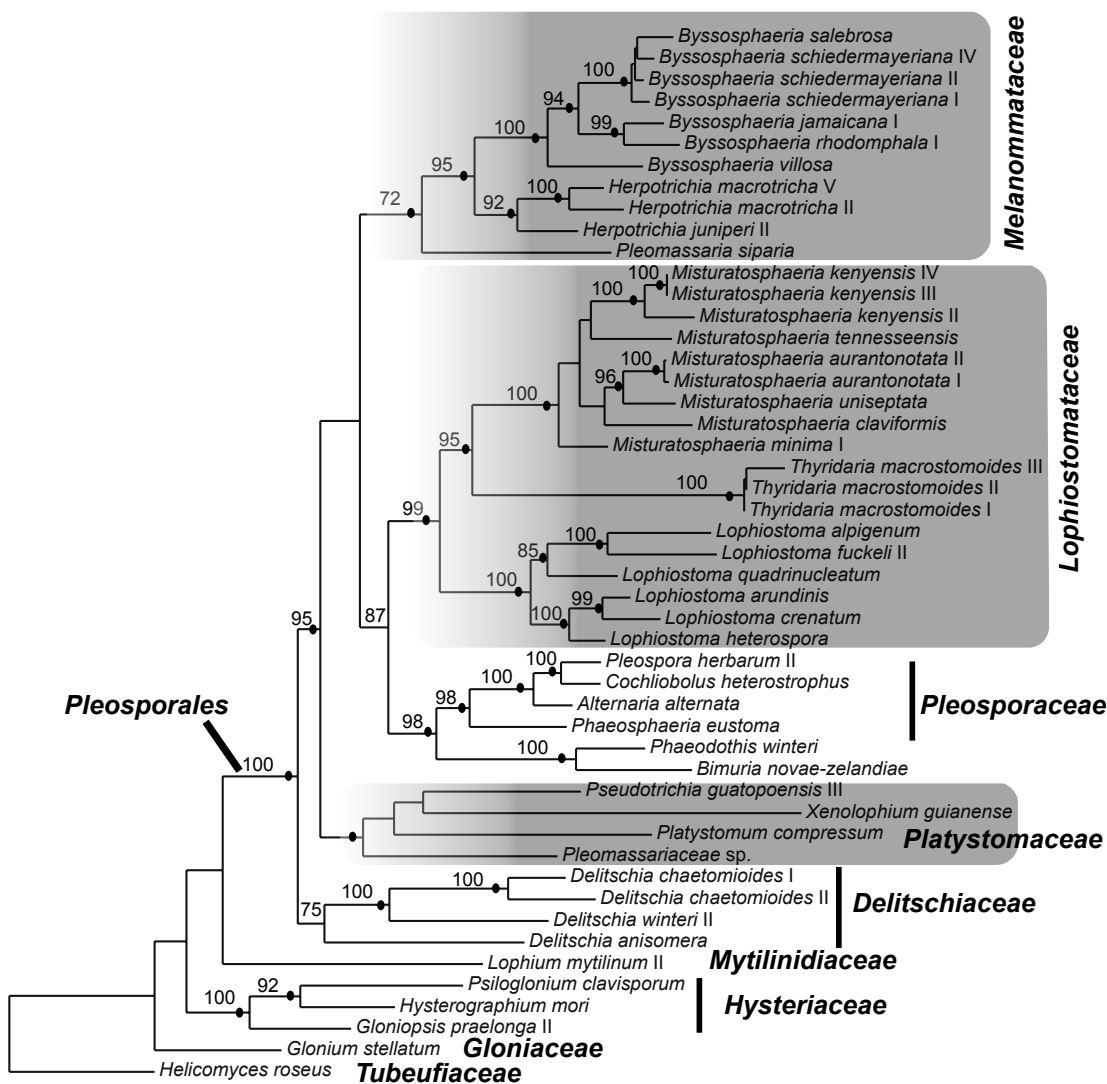 Byssosphaeria salebrosa
Byssosphaeria schiedermayeriana IV
100
Byssosphaeria schiedermayeriana II
94
Byssosphaeria schiedermayeriana I
Byssosphaeria jamaicana I
100
99
Byssosphaeria rhodomphala I
95
Byssosphaeria villosa
100
Herpotrichia macrotricha V
72
92
Herpotrichia macrotricha II
Herpotrichia juniperi II
Pleomassaria siparia
Melanommataceae
100
Misturatosphaeria kenyensis IV
100
Misturatosphaeria kenyensis III
Misturatosphaeria kenyensis II
Misturatosphaeria tennesseensis
100
Misturatosphaeria aurantonotata II
96
Misturatosphaeria aurantonotata I
100
Misturatosphaeria uniseptata
Misturatosphaeria claviformis
95
Misturatosphaeria minima I
Thyridaria macrostomoides III
100
Thyridaria macrostomoides II
99
Thyridaria macrostomoides I
Lophiostoma alpigenum
100
85
Lophiostoma fuckeli II
100
Lophiostoma quadrinucleatum
99
Lophiostoma arundinis
100
Lophiostoma crenatum
87
95
Lophiostoma heterospora
Lophiostomataceae
100
Pleospora herbarum II
100
Cochliobolus heterostrophus
98
Alternaria alternata
Pleosporaceae
Pleosporales
98
Phaeosphaeria eustoma
100
Phaeodothis winteri
100
Bimuria novae-zelandiae
Pseudotrichia guatopoensis III
Xenolophium guianense
Platystomum compressum
Platystomaceae
Pleomassariaceae sp.
100
Delitschia chaetomioides I
100
Delitschia chaetomioides II
Delitschiaceae
75
Delitschia winteri II
Delitschia anisomera
Lophium mytilinum II
Mytilinidiaceae
92
Psiloglonium clavisporum
100
Hysterographium mori
Hysteriaceae
Gloniopsis praelonga II
Glonium stellatum
Gloniaceae
Helicomyces roseus
Tubeufiaceae